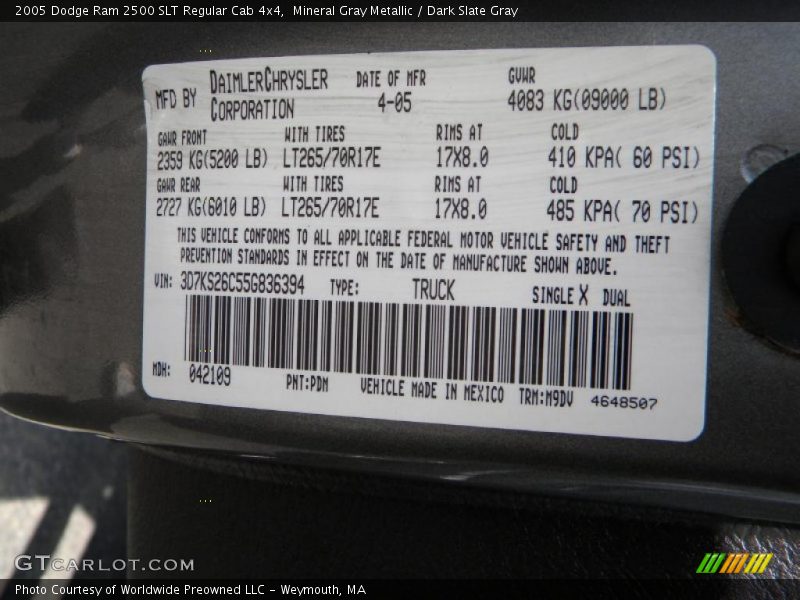 2005 Dodge Ram 2500 SLT Regular Cab 4x4,  Mineral Gray Metallic / Dark Slate Gray
MFD BY DAIMLERCHRYSLER CORPORATION DATE OF MFR 4-05 GVWR 4083 KG(09000 LB)
GAWR FRONT WITH TIRES RIMS AT COLD
2359 KG(5200 LB) LT265/70R17E 17X8.0 410 KPA( 60 PSI)
GAWR REAR WITH TIRES RIMS AT COLD
2727 KG(6010 LB) LT265/70R17E 17X8.0 485 KPA( 70 PSI)
THIS VEHICLE CONFORMS TO ALL APPLICABLE FEDERAL MOTOR VEHICLE SAFETY AND THEFT
PREVENTION STANDARDS IN EFFECT ON THE DATE OF MANUFACTURE SHOWN ABOVE.
VIN: 3D7KS26C55G836394 TYPE: TRUCK SINGLE X DUAL
MDH: 042109 PNT:PDM VEHICLE MADE IN MEXICO TRM:M9DV 4648507
GTCARLOT.COM
Photo Courtesy of Worldwide Preowned LLC - Weymouth, MA